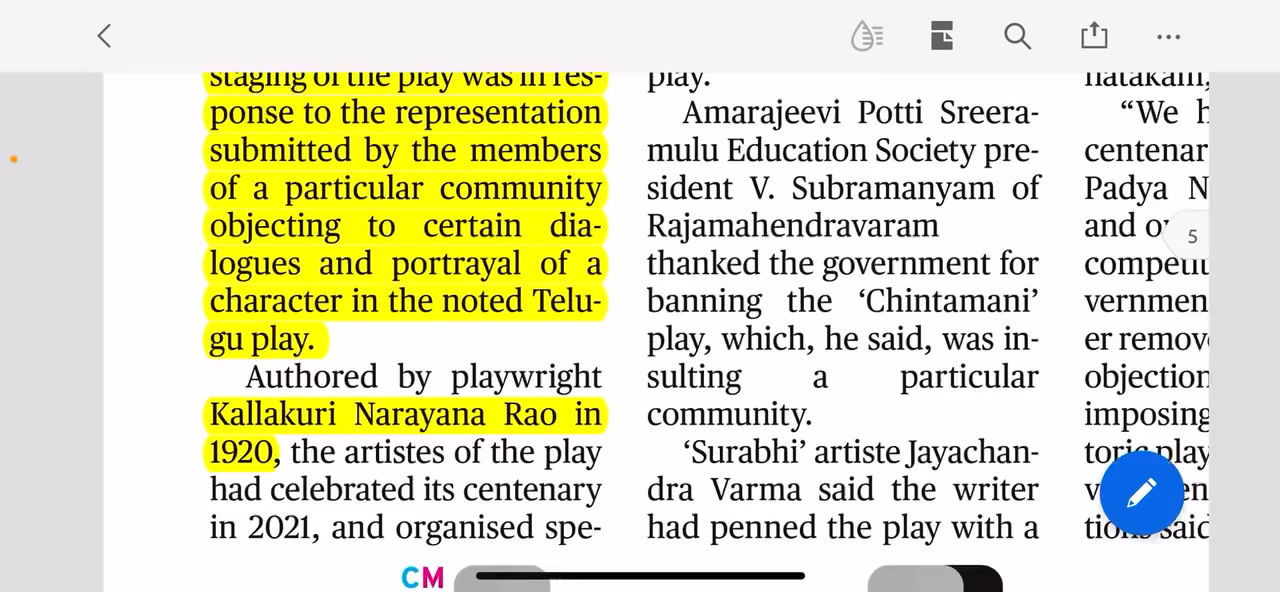 staging of the play was in res-
ponse to the representation
submitted by the members
of a particular community
objecting to certain dia-
logues and portrayal of a
character in the noted Telu-
gu play.
Authored by playwright
Kallakuri Narayana Rao in
1920, the artistes of the play
had celebrated its centenary
in 2021, and organised spe-
play.
Amarajeevi Potti Sreera-
mulu Education Society pre-
sident V. Subramanyam of
Rajamahendravaram
thanked the government for
banning the ‘Chintamani’
play, which, he said, was in-
sulting a particular
community.
‘Surabhi’ artiste Jayachan-
dra Varma said the writer
had penned the play with a
natakam,
“We h
centenar
Padya N
and o
competi
vernmen
er remov
objection
imposing
toric play
en
said
5
CM